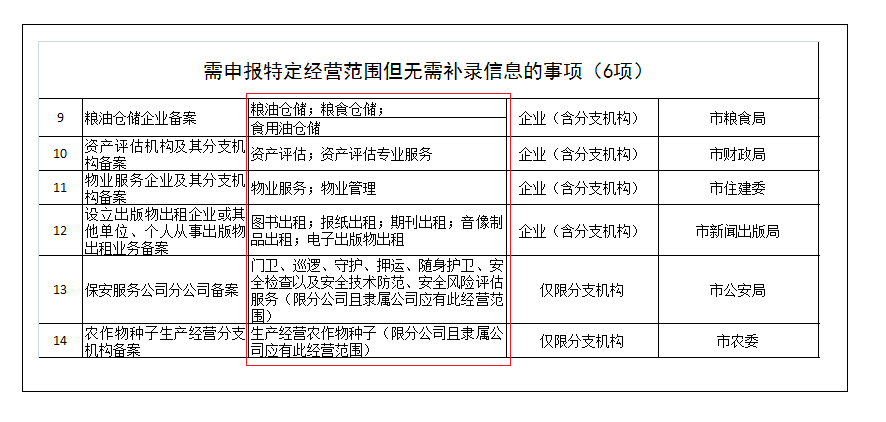 需申报特定经营范围但无需补录信息的事项（6项）
9 粮油仓储企业备案 粮油仓储；粮食仓储； 企业（含分支机构） 市粮食局
食用油仓储
10 资产评估机构及其分支机 资产评估；资产评估专业服务 企业（含分支机构） 市财政局
构备案
11 物业服务企业及其分支机 物业服务；物业管理 企业（含分支机构） 市住建委
构备案
12 设立出版物出租企业或其 图书出租；报纸出租；期刊出租；音像制 企业（含分支机构） 市新闻出版局
他单位、个人从事出版物 品出租；电子出版物出租
出租业务备案
13 保安服务公司分公司备案 门卫、巡逻、守护、押运、随身护卫、安 仅限分支机构 市公安局
全检查以及安全技术防范、安全风险评估
服务（限分公司且隶属公司应有此经营范
围）
14 农作物种子生产经营分支 生产经营农作物种子（限分公司且隶属公 仅限分支机构 市农委
机构备案 司应有此经营范围）